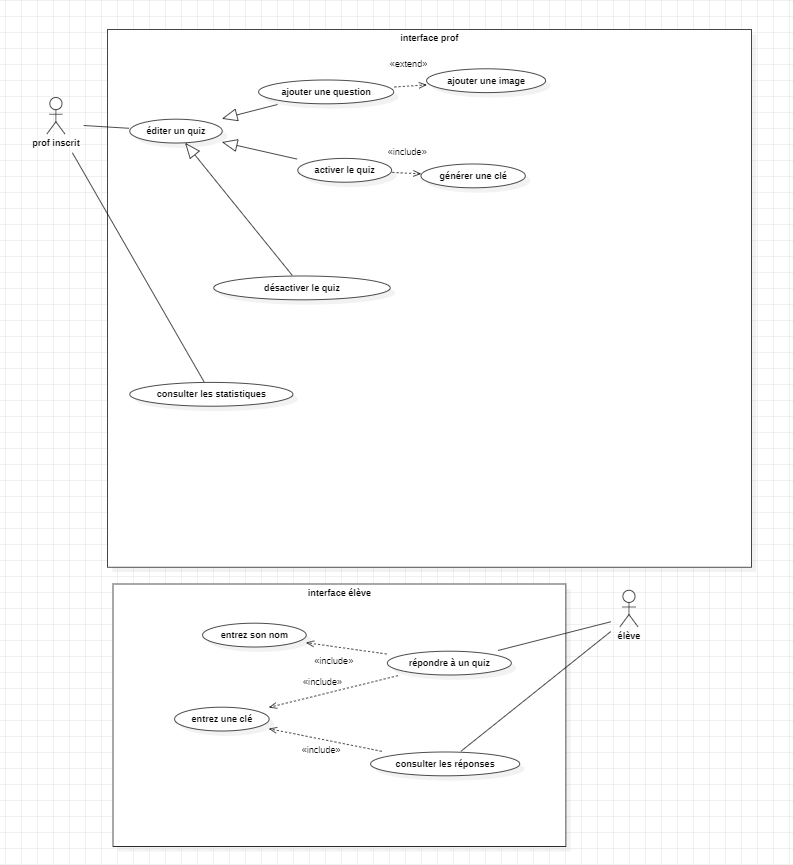 interface prof
«extend»
ajouter une image
ajouter une question
éditer un quiz
prof inscrit
«include»
activer le quiz
générer une clé
désactiver le quiz
consulter les statistiques
interface élève
entrez son nom
élève
«include»
répondre à un quiz
«include»
entrez une clé
«include»
consulter les réponses